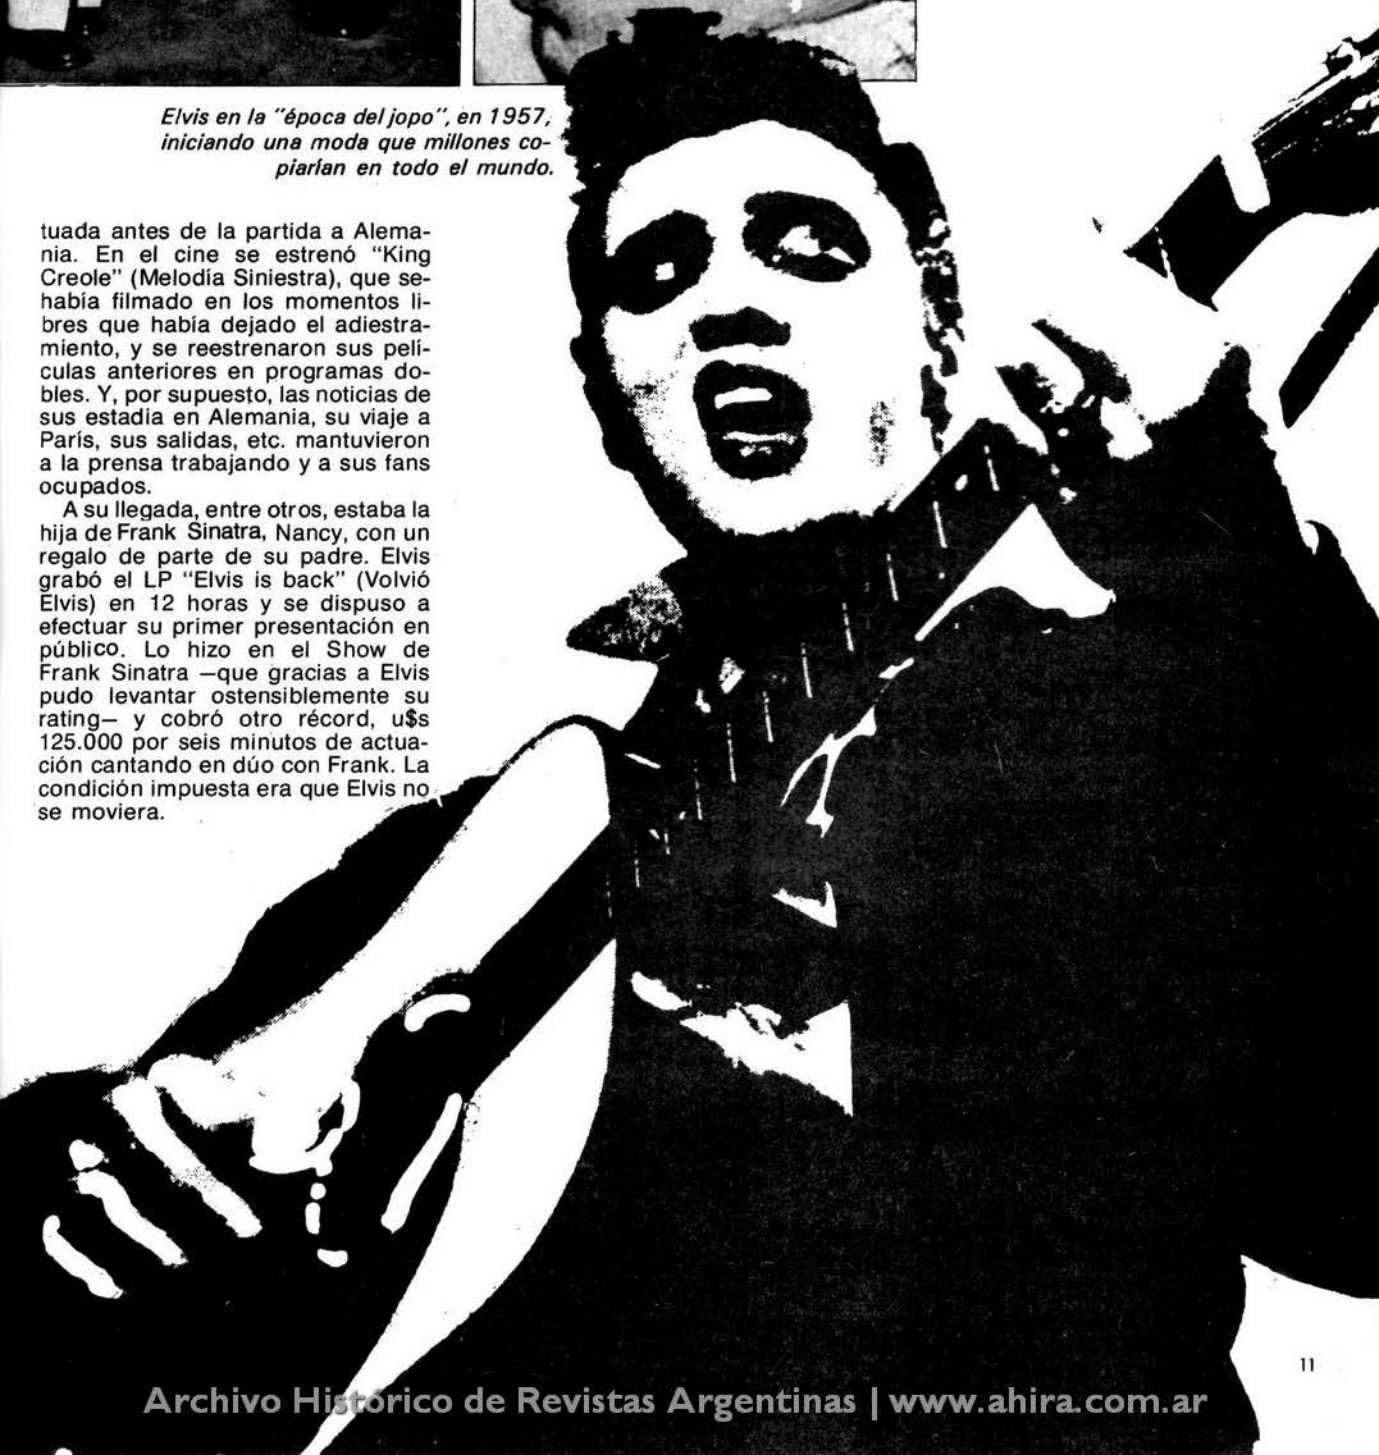 Elvis en la "época del jopo", en 1957,
iniciando una moda que millones co-
piarían en todo el mundo.
tuada antes de la partida a Alema-
nia. En el cine se estrenó "King
Creole" (Melodía Siniestra), que se-
había filmado en los momentos li-
bres que había dejado el adiestra-
miento, y se reestrenaron sus pelí-
culas anteriores en programas do-
bles. Y, por supuesto, las noticias de
sus estadía en Alemania, su viaje a
París, sus salidas, etc. mantuvieron
a la prensa trabajando y a sus fans
ocupados.
A su llegada, entre otros, estaba la
hija de Frank Sinatra, Nancy, con un
regalo de parte de su padre. Elvis
grabó el LP "Elvis is back" (Volvió
Elvis) en 12 horas y se dispuso a
efectuar su primer presentación en
público. Lo hizo en el Show de
Frank Sinatra —que gracias a Elvis
pudo levantar ostensiblemente su
rating— y cobró otro récord, u$s
125.000 por seis minutos de actua-
ción cantando en dúo con Frank. La
condición impuesta era que Elvis no
se moviera.
11
Archivo Histórico de Revistas Argentinas | www.ahira.com.ar